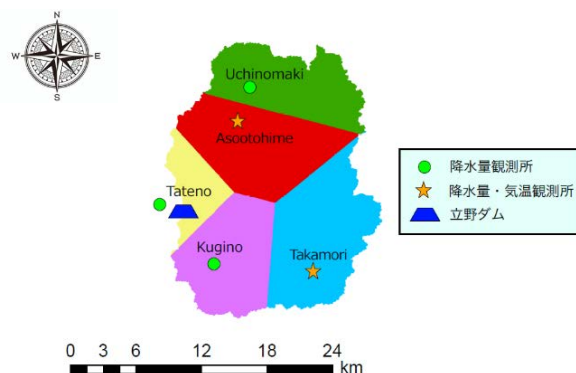 N
W E
S
Uchinomaki
Asootohime
Tateno
Kugino
Takamori
降水量観測所
降水量・気温観測所
立野ダム
0 3 6 12 18 24
km